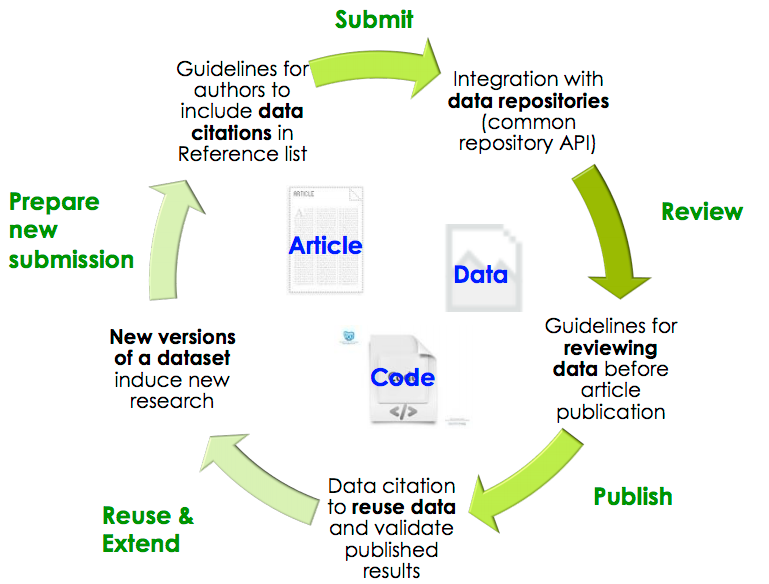 Submit
Guidelines for
authors to
include data
citations in
Reference list
Integration with
data repositories
(common
repository API)
Review
Prepare
new
submission
ARTICLE
Article
Data
Code
</>
New versions
of a dataset
induce new
research
Guidelines for
reviewing
data before
article
publication
Publish
Data citation
to reuse data
and validate
published
results
Reuse &
Extend